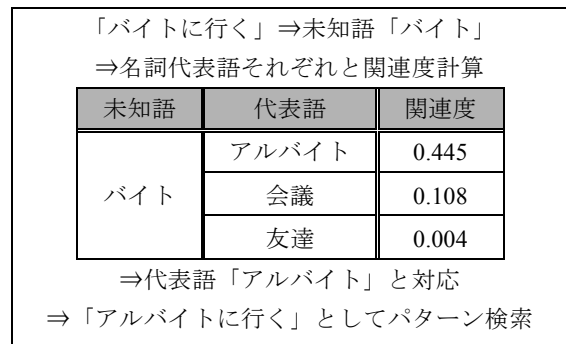 「バイトに行く」⇒未知語「バイト」
⇒名詞代表語それぞれと関連度計算
未知語 代表語 関連度
アルバイト 0.445
バイト 会議 0.108
友達 0.004
⇒代表語「アルバイト」と対応
⇒「アルバイトに行く」としてパターン検索